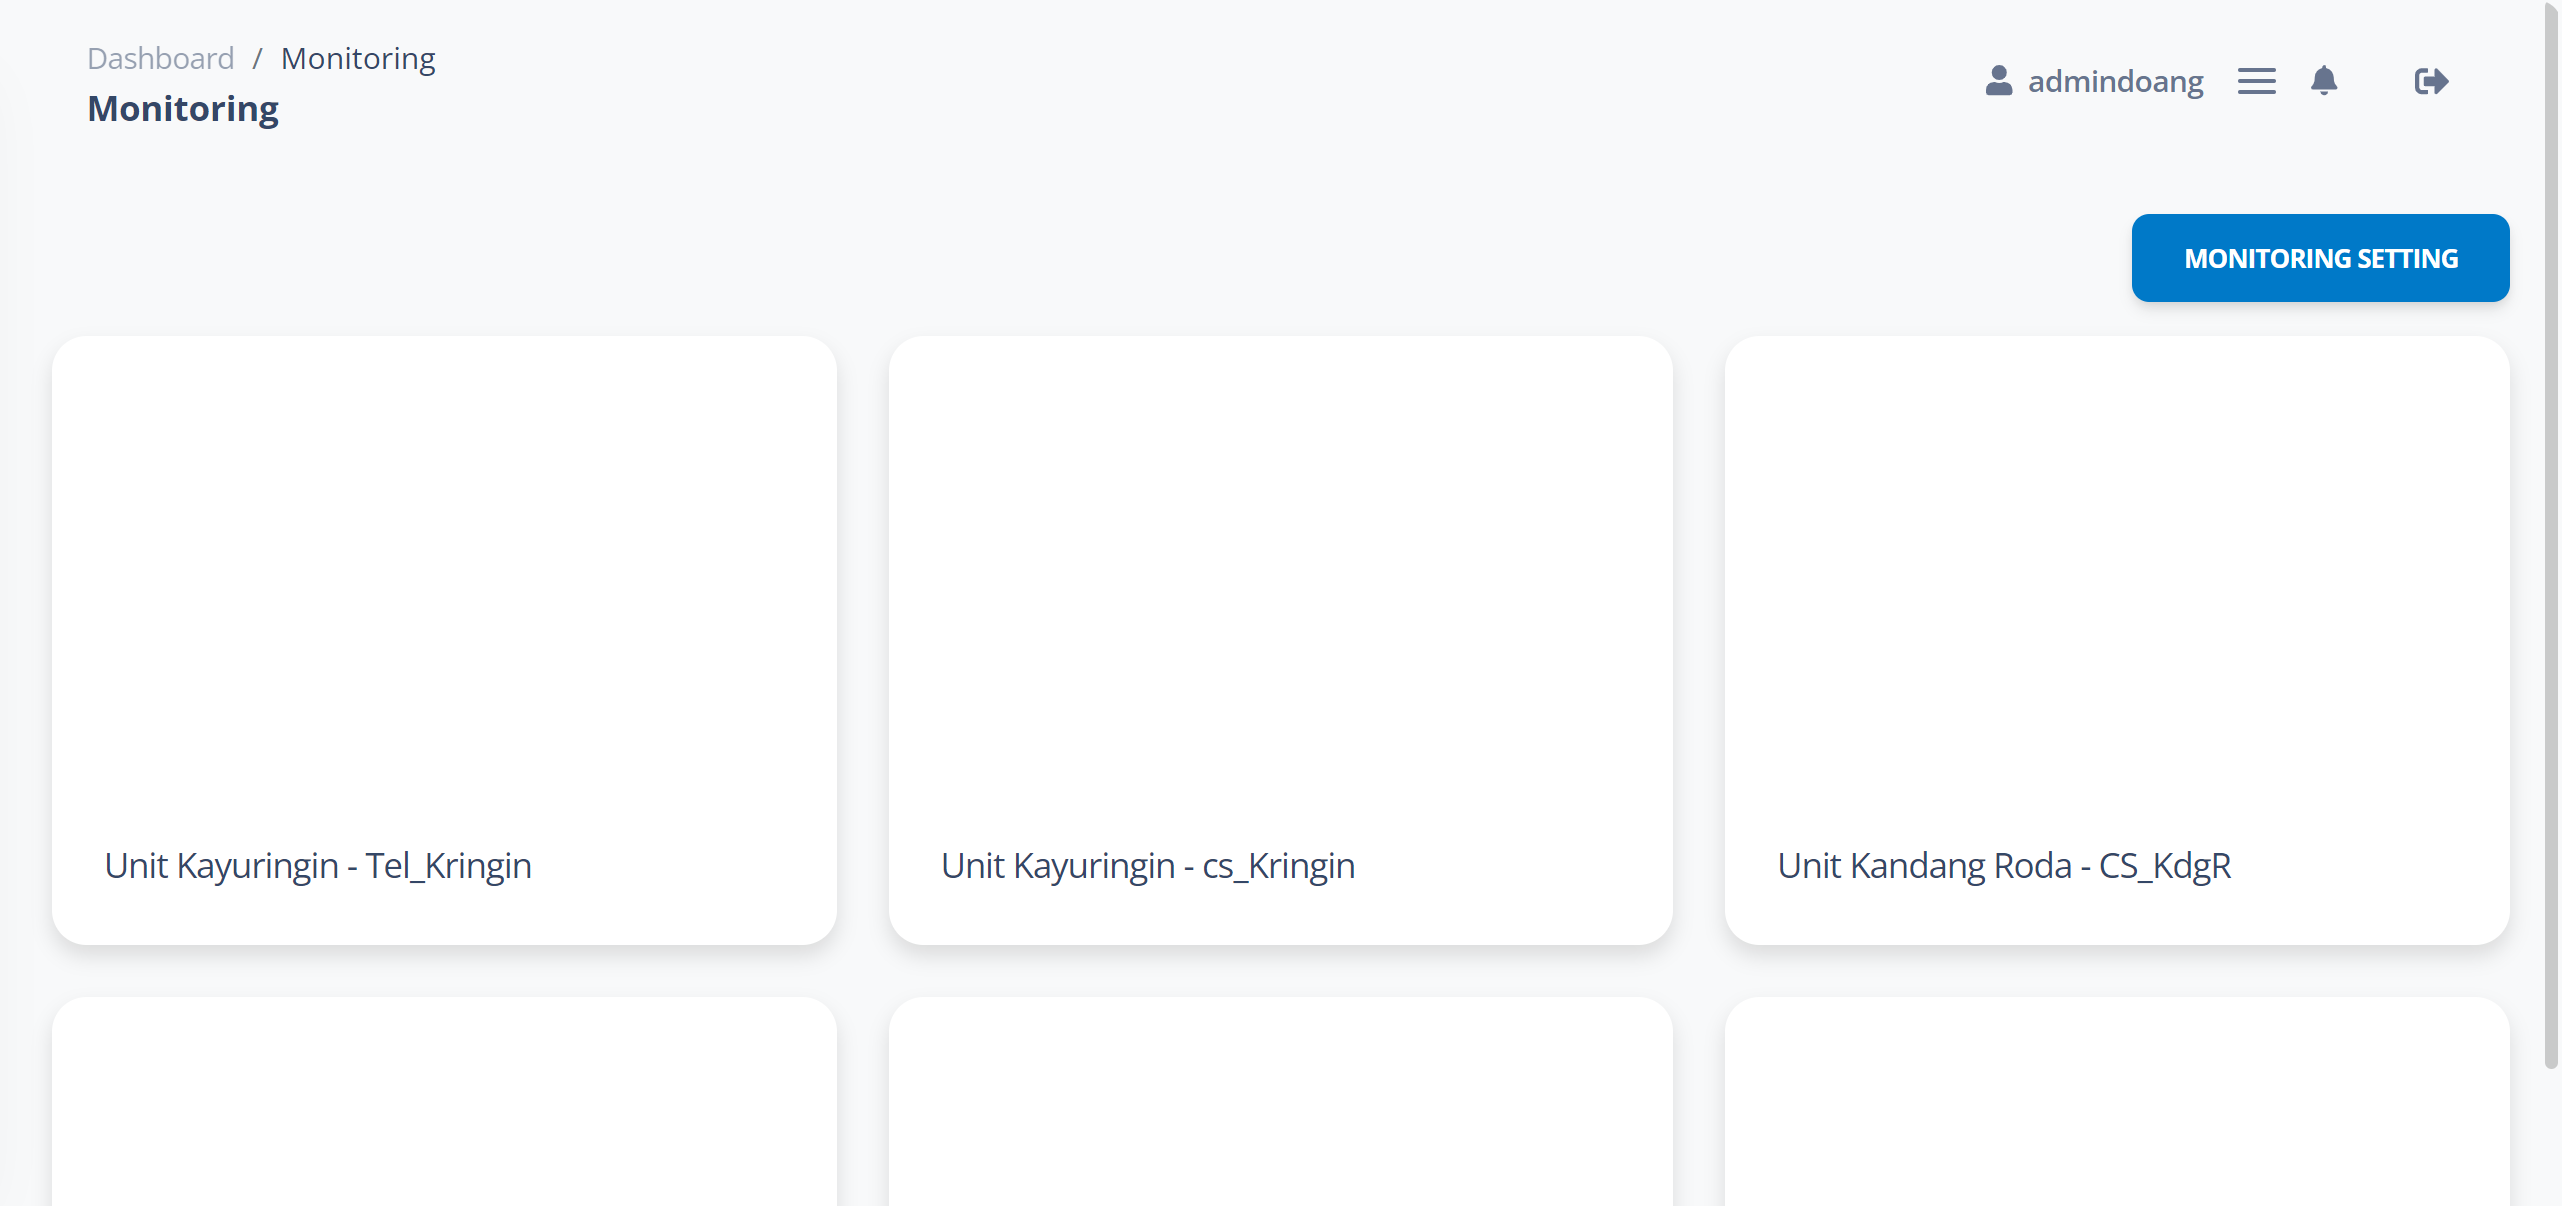 Dashboard / Monitoring
Monitoring
admindoang
MONITORING SETTING
Unit Kayuringin - Tel_Kringin
Unit Kayuringin - cs_Kringin
Unit Kandang Roda - CS_KdgR